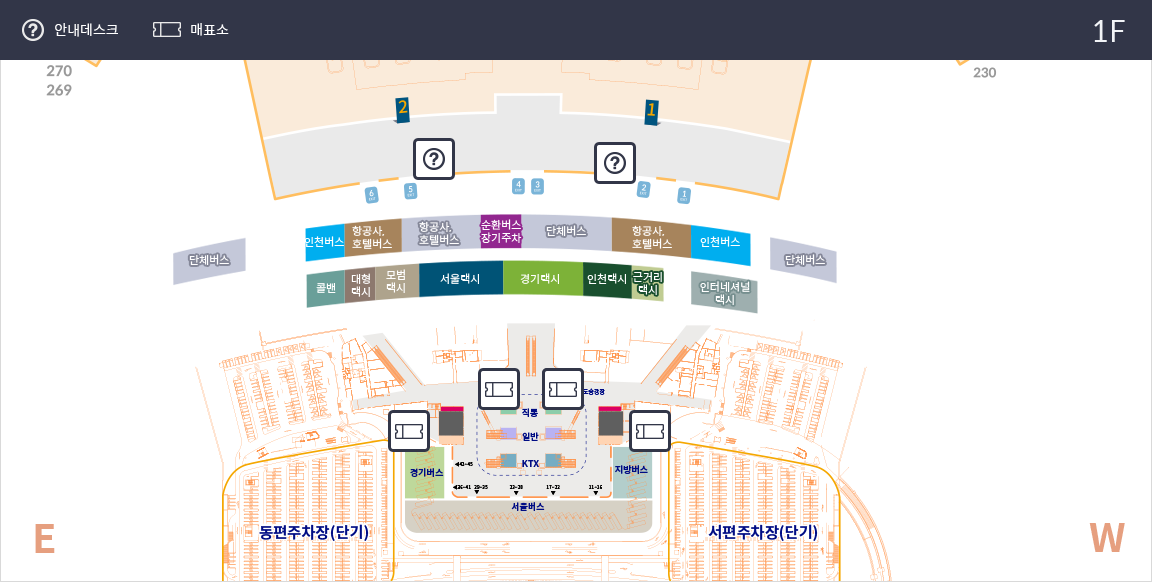 안내데스크 매표소 1F
270
269
230
2 1
6 5 4 3 2 1
인천버스 항공사, 호텔버스 항공사, 호텔버스 순환버스 장기주차 단체버스 항공사, 호텔버스 인천버스
단체버스 단체버스
콜밴 대형 택시 모범 택시 서울택시 경기택시 인천택시 근거리 택시 인터네셔널 택시
직통
일반
KTX
경기버스 지방버스
17-22 11-16
서울버스
동편주차장(단기) 서편주차장(단기)
E W